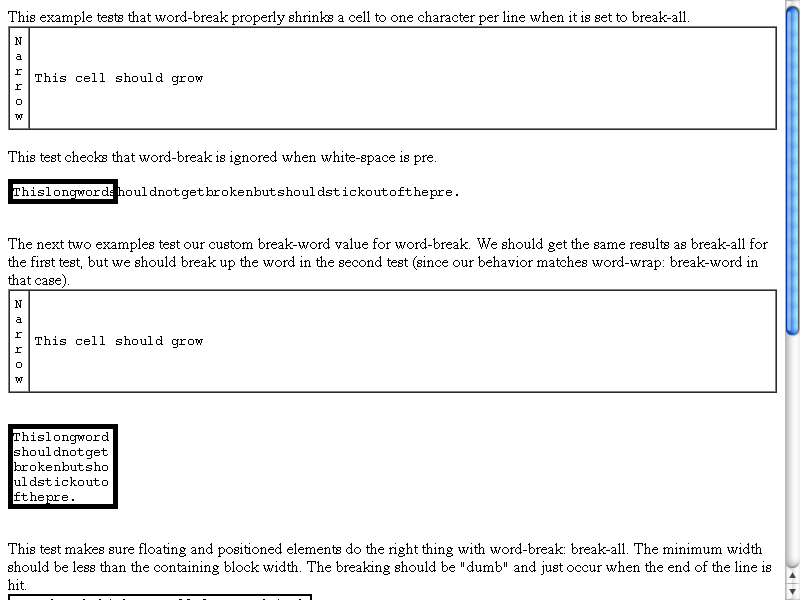 This example tests that word-break properly shrinks a cell to one character per line when it is set to break-all.
N
a
r
r
o
w
This cell should grow
This test checks that word-break is ignored when white-space is pre.
Thislongwordshouldnotgetbrokenbutshouldstickoutofthepre.
The next two examples test our custom break-word value for word-break. We should get the same results as break-all for
the first test, but we should break up the word in the second test (since our behavior matches word-wrap: break-word in
that case).
N
a
r
r
o
w
This cell should grow
Thislongword
shouldnotget
brokenbutsho
uldstickouto
fthepre.
This test makes sure floating and positioned elements do the right thing with word-break: break-all. The minimum width
should be less than the containing block width. The breaking should be "dumb" and just occur when the end of the line is
hit.